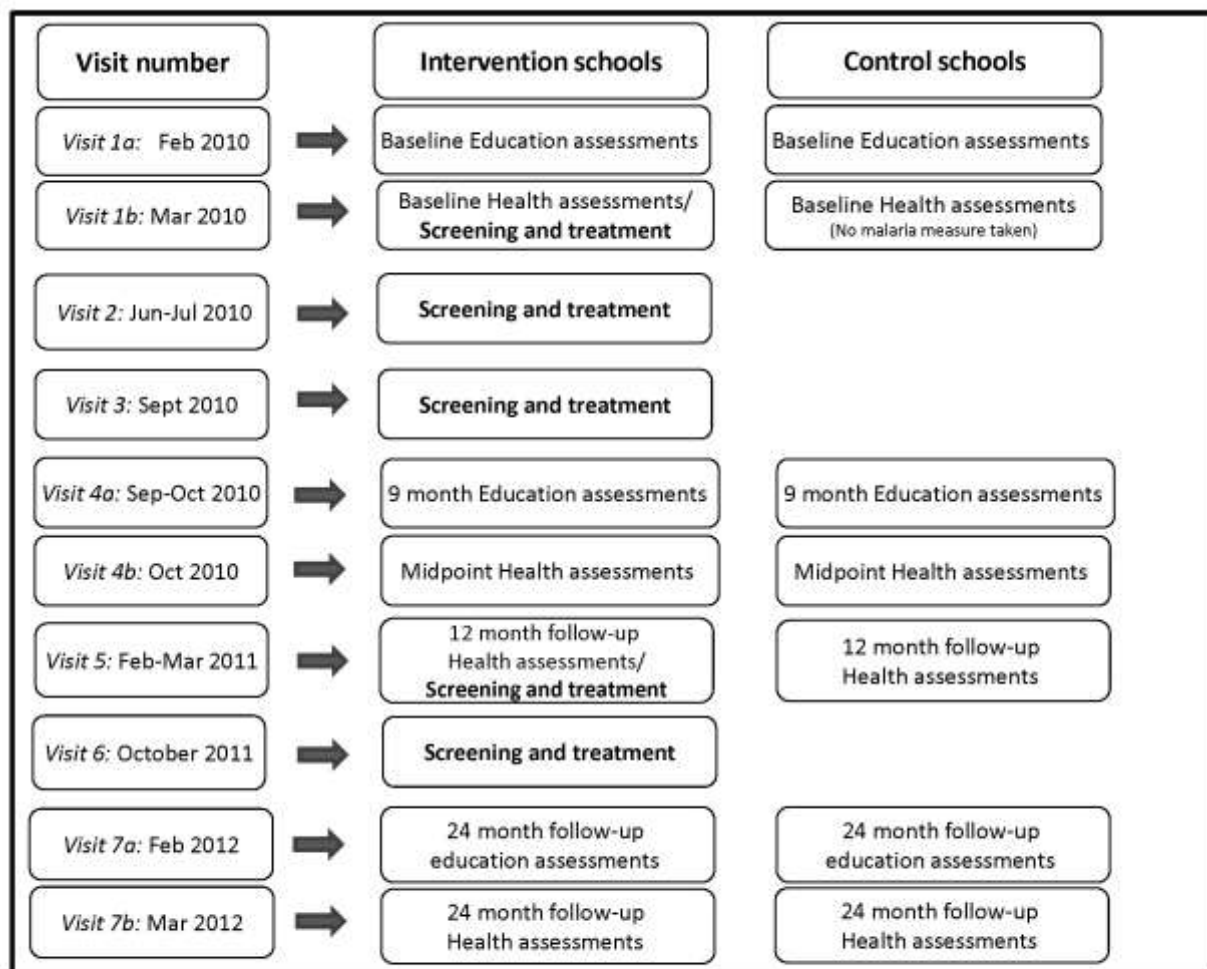 Visit number
Intervention schools
Control schools
Visit 1a: Feb 2010
Baseline Education assessments
Baseline Education assessments
Visit 1b: Mar 2010
Baseline Health assessments/
Screening and treatment
Baseline Health assessments
(No malaria measure taken)
Visit 2: Jun-Jul 2010
Screening and treatment
Visit 3: Sept 2010
Screening and treatment
Visit 4a: Sep-Oct 2010
9 month Education assessments
9 month Education assessments
Visit 4b: Oct 2010
Midpoint Health assessments
Midpoint Health assessments
Visit 5: Feb-Mar 2011
12 month follow-up
Health assessments/
Screening and treatment
12 month follow-up
Health assessments
Visit 6: October 2011
Screening and treatment
Visit 7a: Feb 2012
24 month follow-up
education assessments
24 month follow-up
education assessments
Visit 7b: Mar 2012
24 month follow-up
Health assessments
24 month follow-up
Health assessments